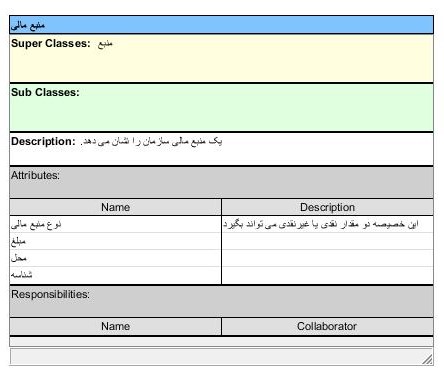 منبع مالی
Super Classes: منبع
Sub Classes:
Description: یک منبع مالی سازمان را نشان می دهد.
Attributes:
Name Description
نوع منبع مالی این خصیصه دو مقدار نقدی یا غیرنقدی می تواند بگیرد
مبلغ
محل
شناسه
Responsibilities:
Name Collaborator